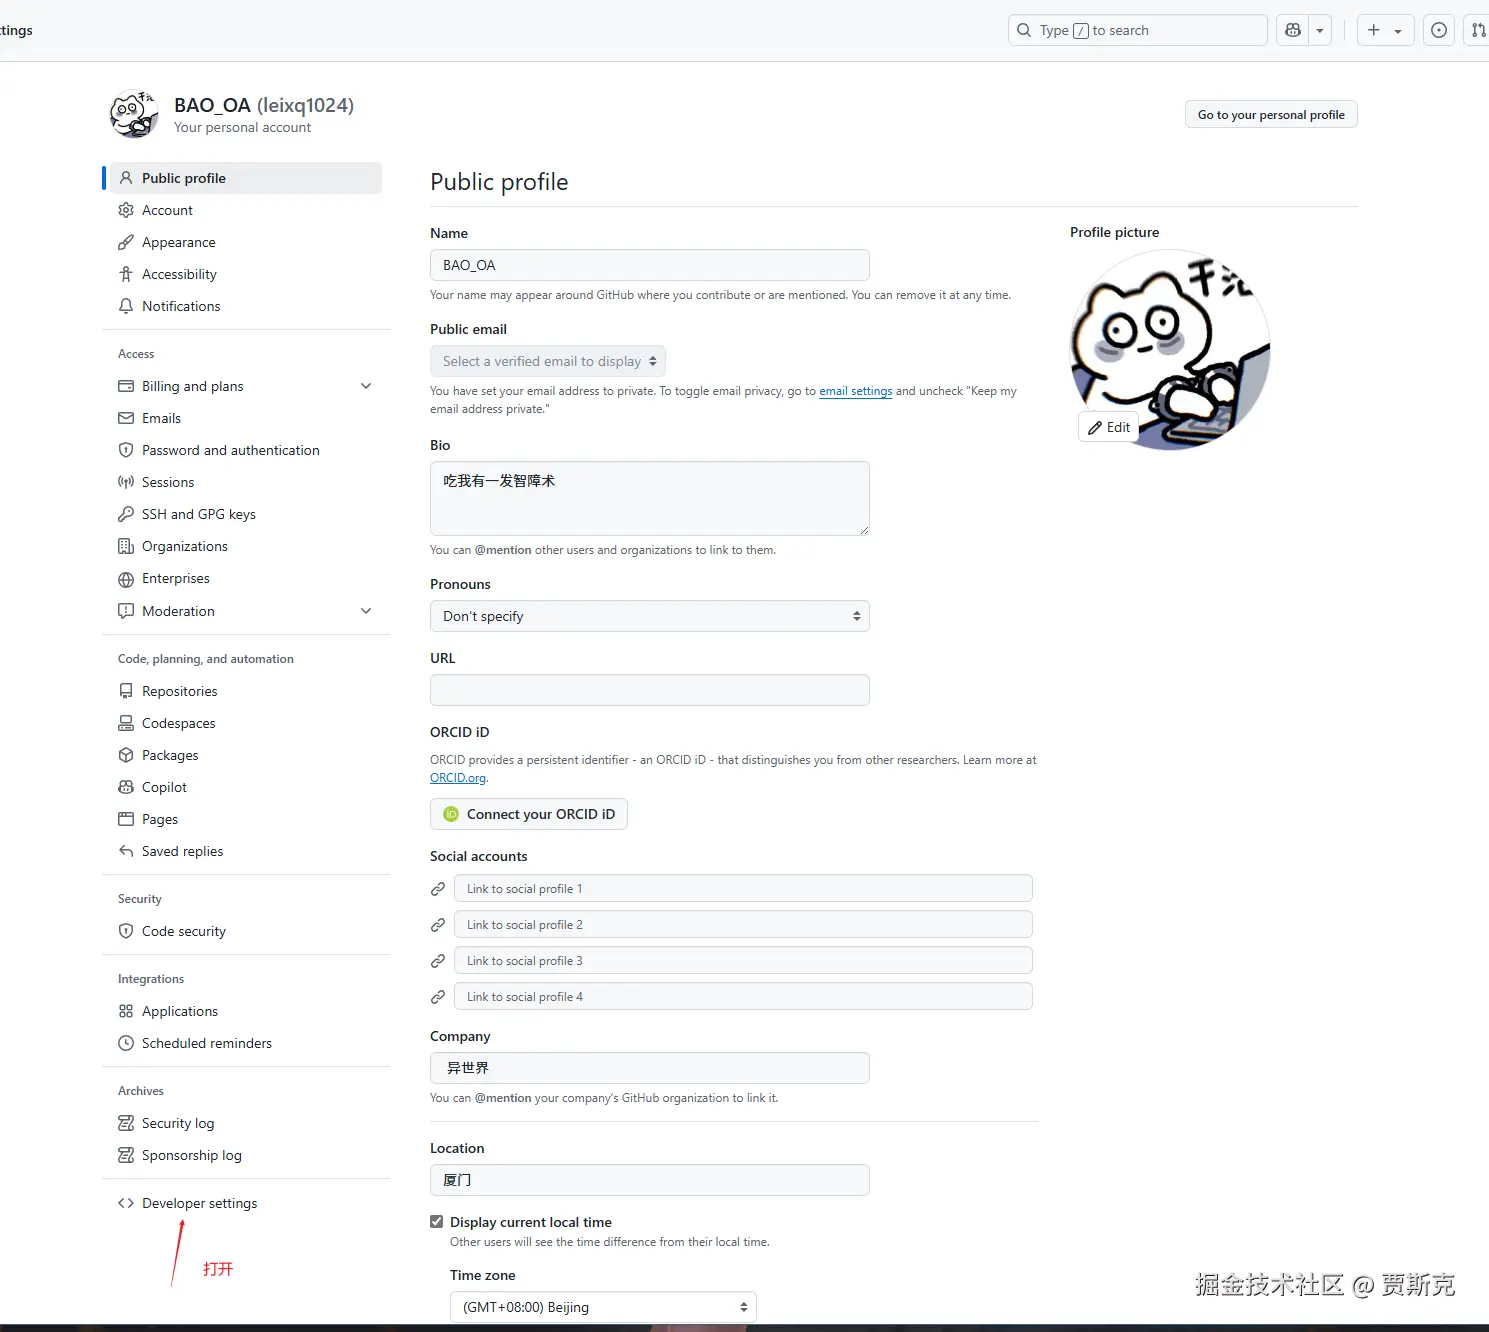 ttings
Type / to search
BAO_OA (leixq1024)
Your personal account
Go to your personal profile
Public profile
Account
Appearance
Accessibility
Notifications
Access
Billing and plans
Emails
Password and authentication
Sessions
SSH and GPG keys
Organizations
Enterprises
Moderation
Code, planning, and automation
Repositories
Codespaces
Packages
Copilot
Pages
Saved replies
Security
Code security
Integrations
Applications
Scheduled reminders
Archives
Security log
Sponsorship log
Developer settings
打开
Public profile
Name
BAO_OA
Your name may appear around GitHub where you contribute or are mentioned. You can remove it at any time.
Public email
Select a verified email to display
You have set your email address to private. To toggle email privacy, go to email settings and uncheck "Keep my
email address private."
Bio
吃我有一发智障术
You can @mention other users and organizations to link to them.
Pronouns
Don't specify
URL
ORCID iD
ORCID provides a persistent identifier - an ORCID iD - that distinguishes you from other researchers. Learn more at
ORCID.org.
iD Connect your ORCID iD
Social accounts
Link to social profile 1
Link to social profile 2
Link to social profile 3
Link to social profile 4
Company
异世界
You can @mention your company's GitHub organization to link it.
Location
厦门
Display current local time
Other users will see the time difference from their local time.
Time zone
(GMT+08:00) Beijing
Profile picture
Edit
掘金技术社区 @ 贾斯克